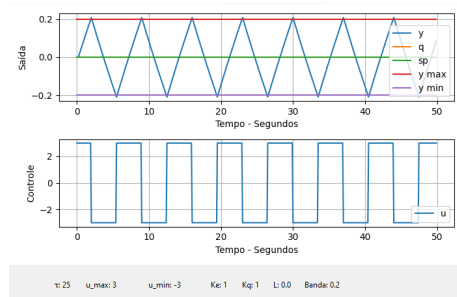 0.2
0.0
−0.2
Saída
y
q
sp
y max
y min
0 10 20 30 40 50
Tempo - Segundos
2
0
−2
Controle
u
0 10 20 30 40 50
Tempo - Segundos
τ: 25 u_max: 3 u_min: -3 Ke: 1 Kq: 1 L: 0.0 Banda: 0.2